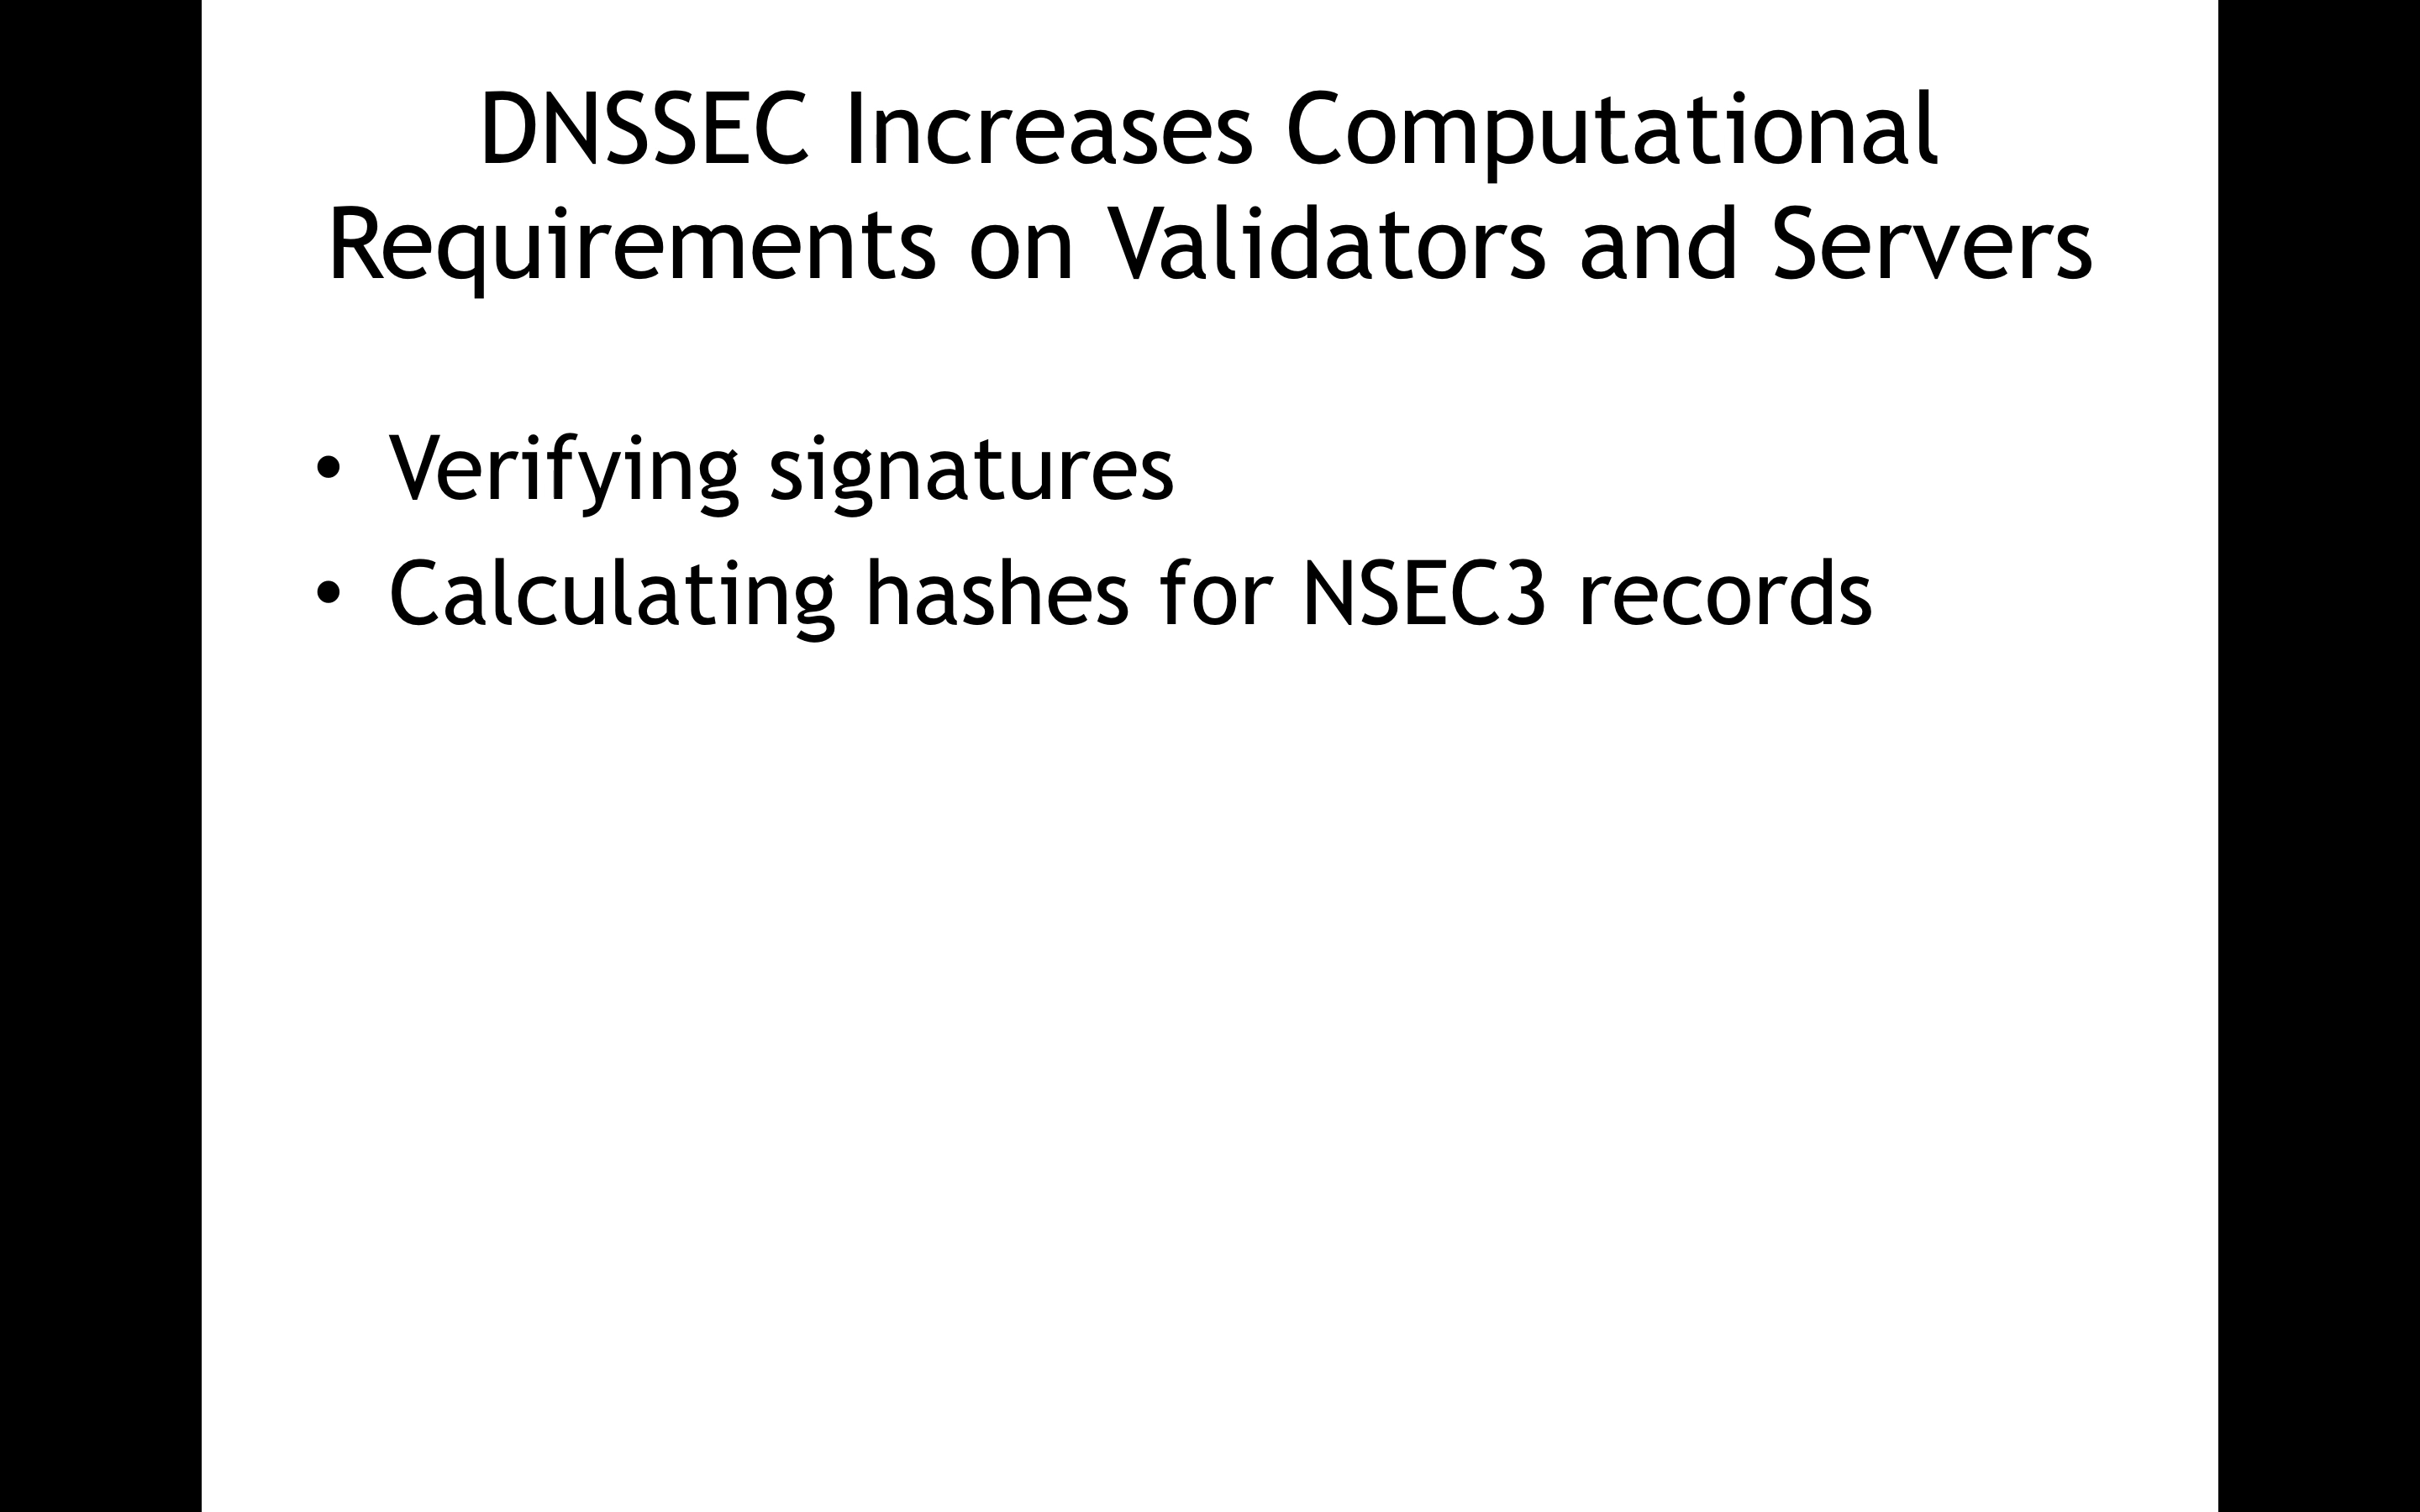 DNSSEC Increases Computational
Requirements on Validators and Servers
• Verifying signatures
• Calculating hashes for NSEC3 records